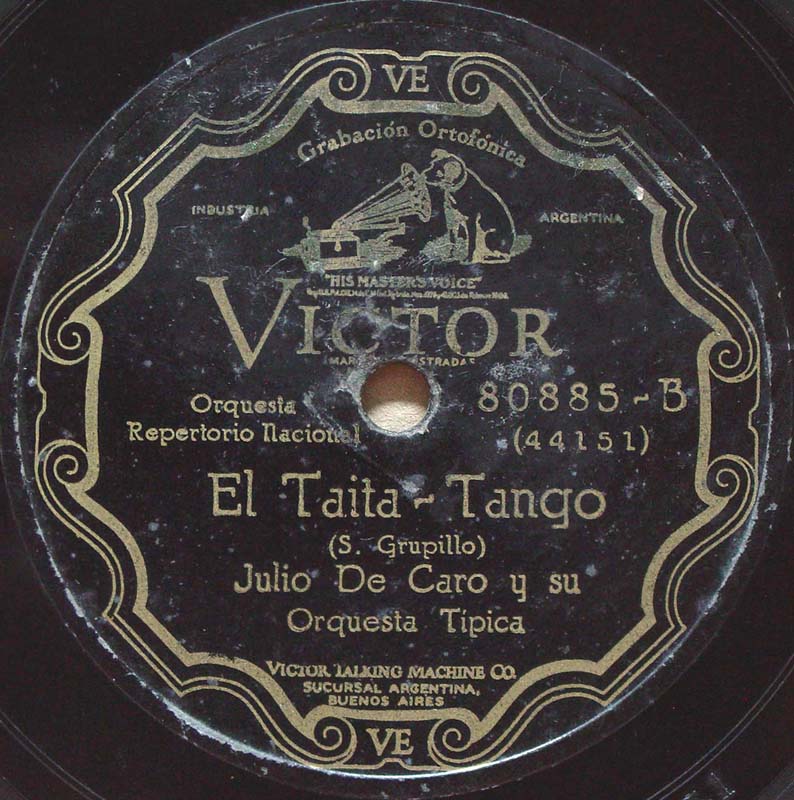 VE
Grabación Ortofónica
INDUSTRIA
ARGENTINA
"HIS MASTER'S VOICE"
VICTOR
Orquesta
Repertorio Nacional
80885-B
(44151)
El Taita - Tango
(S. Grupillo)
Julio De Caro y su
Orquesta Típica
VICTOR TALKING MACHINE CO.
SUCURSAL ARGENTINA,
BUENOS AIRES
VE